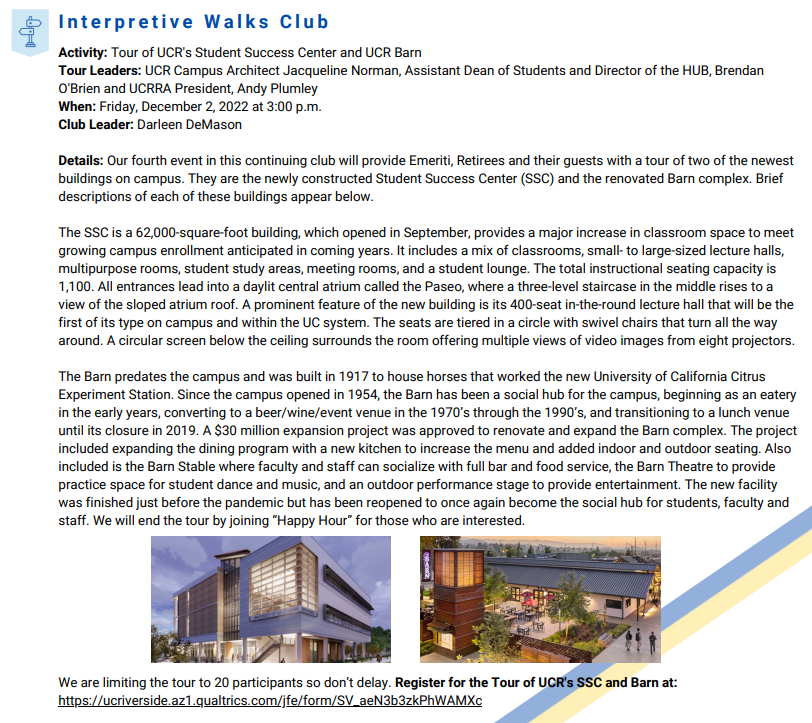 Interpretive Walks Club
Activity: Tour of UCR's Student Success Center and UCR Barn
Tour Leaders: UCR Campus Architect Jacqueline Norman, Assistant Dean of Students and Director of the HUB, Brendan
O'Brien and UCRRA President, Andy Plumley
When: Friday, December 2, 2022 at 3:00 p.m.
Club Leader: Darleen DeMason
Details: Our fourth event in this continuing club will provide Emeriti, Retirees and their guests with a tour of two of the newest
buildings on campus. They are the newly constructed Student Success Center (SSC) and the renovated Barn complex. Brief
descriptions of each of these buildings appear below.
The SSC is a 62,000-square-foot building, which opened in September, provides a major increase in classroom space to meet
growing campus enrollment anticipated in coming years. It includes a mix of classrooms, small- to large-sized lecture halls,
multipurpose rooms, student study areas, meeting rooms, and a student lounge. The total instructional seating capacity is
1,100. All entrances lead into a daylit central atrium called the Paseo, where a three-level staircase in the middle rises to a
view of the sloped atrium roof. A prominent feature of the new building is its 400-seat in-the-round lecture hall that will be the
first of its type on campus and within the UC system. The seats are tiered in a circle with swivel chairs that turn all the way
around. A circular screen below the ceiling surrounds the room offering multiple views of video images from eight projectors.
The Barn predates the campus and was built in 1917 to house horses that worked the new University of California Citrus
Experiment Station. Since the campus opened in 1954, the Barn has been a social hub for the campus, beginning as an eatery
in the early years, converting to a beer/wine/event venue in the 1970's through the 1990's, and transitioning to a lunch venue
until its closure in 2019. A $30 million expansion project was approved to renovate and expand the Barn complex. The project
included expanding the dining program with a new kitchen to increase the menu and added indoor and outdoor seating. Also
included is the Barn Stable where faculty and staff can socialize with full bar and food service, the Barn Theatre to provide
practice space for student dance and music, and an outdoor performance stage to provide entertainment. The new facility
was finished just before the pandemic but has been reopened to once again become the social hub for students, faculty and
staff. We will end the tour by joining “Happy Hour” for those who are interested.
BARN
We are limiting the tour to 20 participants so don't delay. Register for the Tour of UCR's SSC and Barn at:
https://ucriverside.az1.qualtrics.com/jfe/form/SV_aeN3b3zkPhWAMXc